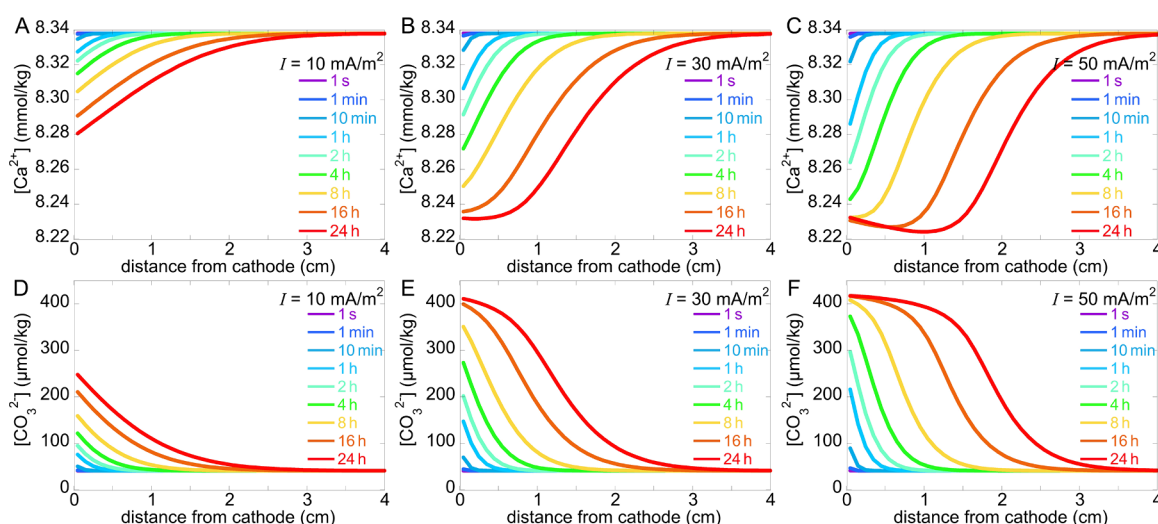 A
[Ca²⁺] (mmol/kg)
8.34
8.32
8.30
8.28
8.26
8.24
8.22
I = 10 mA/m²
1 s
1 min
10 min
1 h
2 h
4 h
8 h
16 h
24 h
0 1 2 3 4
distance from cathode (cm)
B
[Ca²⁺] (mmol/kg)
8.34
8.32
8.30
8.28
8.26
8.24
8.22
I = 30 mA/m²
1 s
1 min
10 min
1 h
2 h
4 h
8 h
16 h
24 h
0 1 2 3 4
distance from cathode (cm)
C
[Ca²⁺] (mmol/kg)
8.34
8.32
8.30
8.28
8.26
8.24
8.22
I = 50 mA/m²
1 s
1 min
10 min
1 h
2 h
4 h
8 h
16 h
24 h
0 1 2 3 4
distance from cathode (cm)
D
[CO₃²⁻] (μmol/kg)
400
300
200
100
0
I = 10 mA/m²
1 s
1 min
10 min
1 h
2 h
4 h
8 h
16 h
24 h
0 1 2 3 4
distance from cathode (cm)
E
[CO₃²⁻] (μmol/kg)
400
300
200
100
0
I = 30 mA/m²
1 s
1 min
10 min
1 h
2 h
4 h
8 h
16 h
24 h
0 1 2 3 4
distance from cathode (cm)
F
[CO₃²⁻] (μmol/kg)
400
300
200
100
0
I = 50 mA/m²
1 s
1 min
10 min
1 h
2 h
4 h
8 h
16 h
24 h
0 1 2 3 4
distance from cathode (cm)